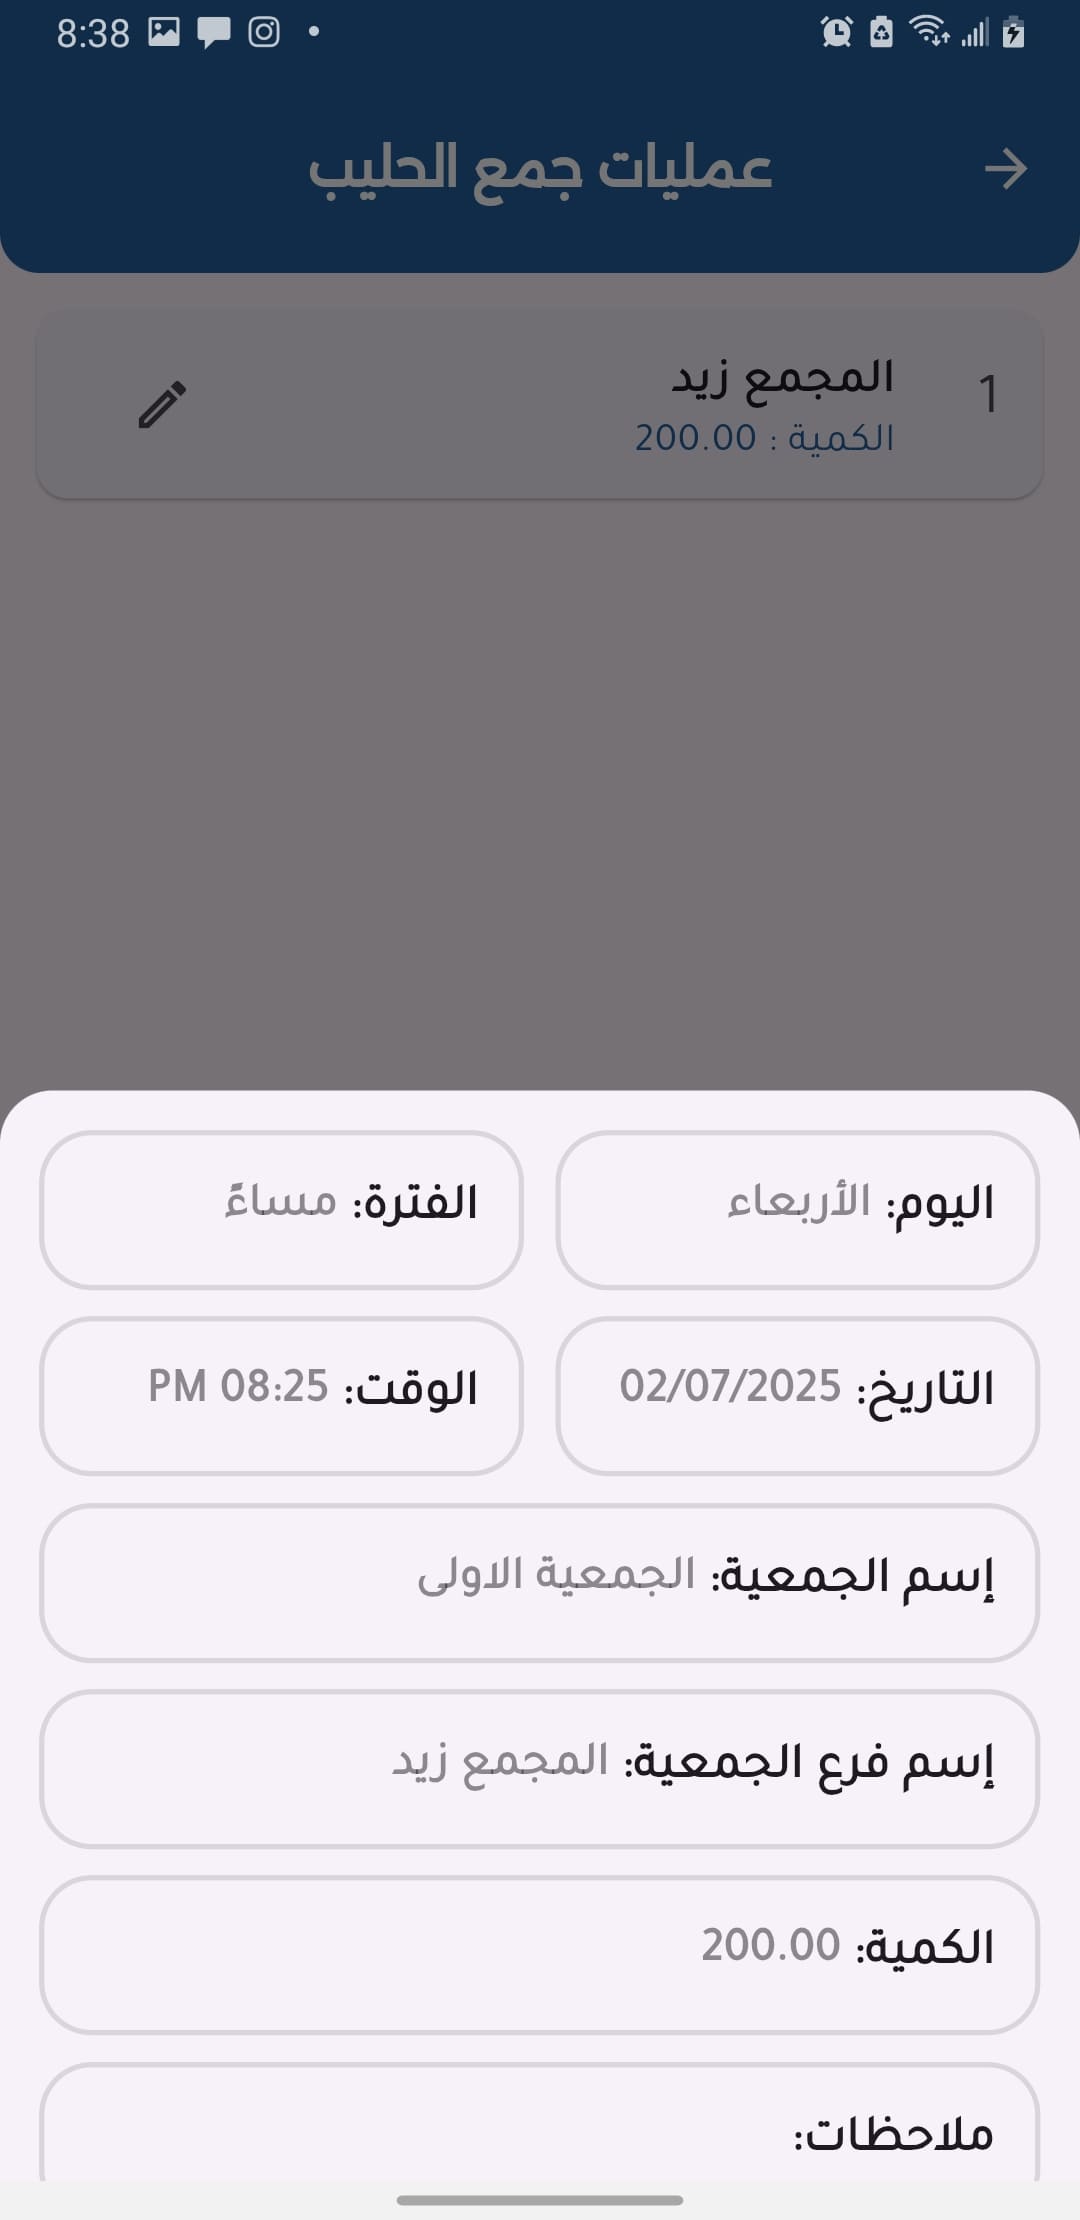 8:38
عمليات جمع الحليب
1
المجمع زيد
الكمية : 200.00
اليوم: الأربعاء
الفترة: مساءً
التاريخ: 02/07/2025
الوقت: 08:25 PM
إسم الجمعية: الجمعية الاولى
إسم فرع الجمعية: المجمع زيد
الكمية: 200.00
ملاحظات: